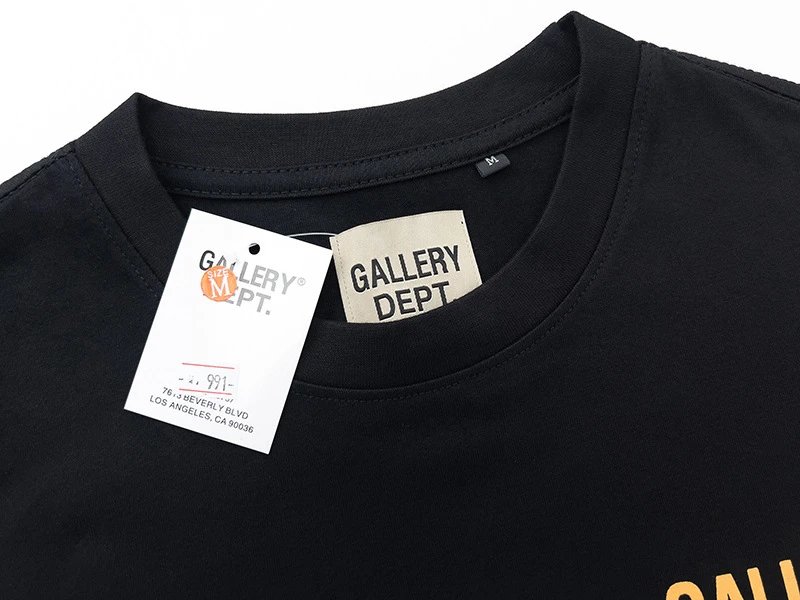 M
GALLERY
DEPT.
GALLERY®
DEPT.
SIZE
M
991-
BEVERLY BLVD
LOS ANGELES, CA 90036